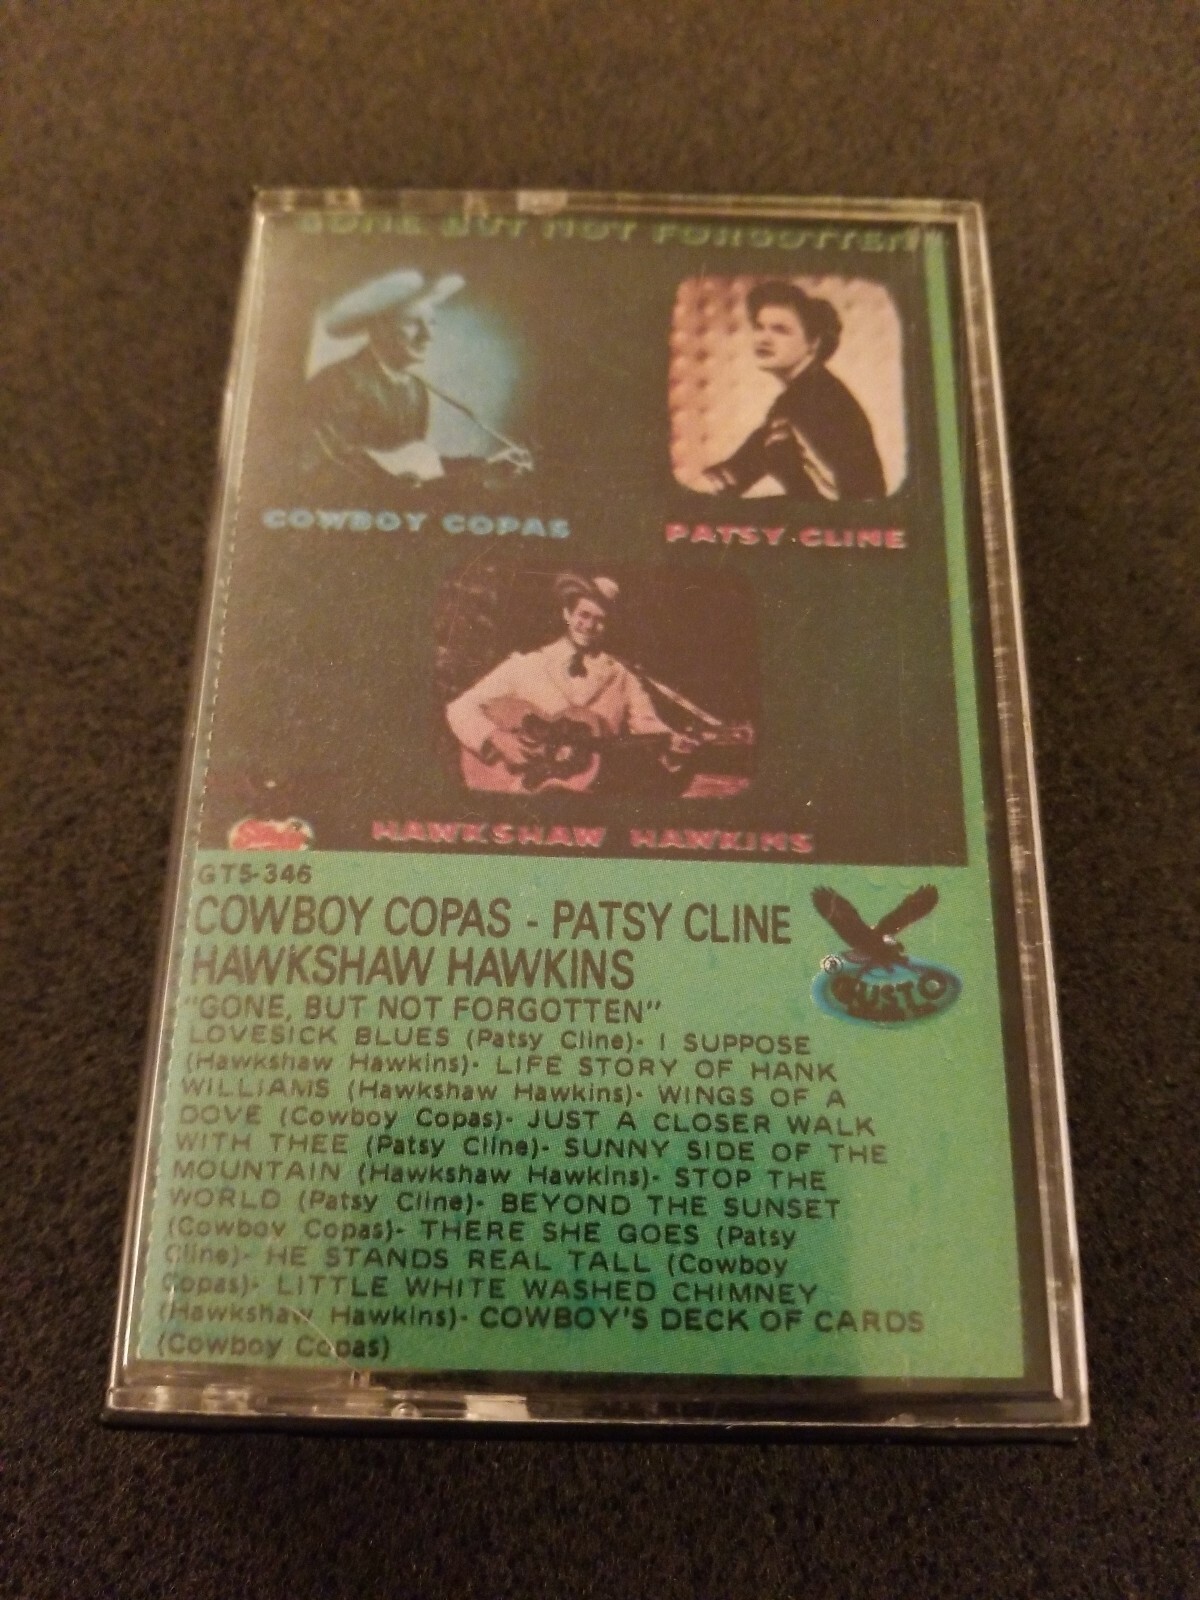 GONE BUT NOT FORGOTTEN
COWBOY COPAS
PATSY CLINE
HAWKSHAW HAWKINS
Starday
GT5-346
COWBOY COPAS - PATSY CLINE
HAWKSHAW HAWKINS
"GONE, BUT NOT FORGOTTEN"
® GUSTO
LOVESICK BLUES (Patsy Cline)- I SUPPOSE
(Hawkshaw Hawkins)- LIFE STORY OF HANK
WILLIAMS (Hawkshaw Hawkins)- WINGS OF A
DOVE (Cowboy Copas)- JUST A CLOSER WALK
WITH THEE (Patsy Cline)- SUNNY SIDE OF THE
MOUNTAIN (Hawkshaw Hawkins)- STOP THE
WORLD (Patsy Cline)- BEYOND THE SUNSET
(Cowboy Copas)- THERE SHE GOES (Patsy
Cline)- HE STANDS REAL TALL (Cowboy
Copas)- LITTLE WHITE WASHED CHIMNEY
(Hawkshaw Hawkins)- COWBOY'S DECK OF CARDS
(Cowboy Copas)